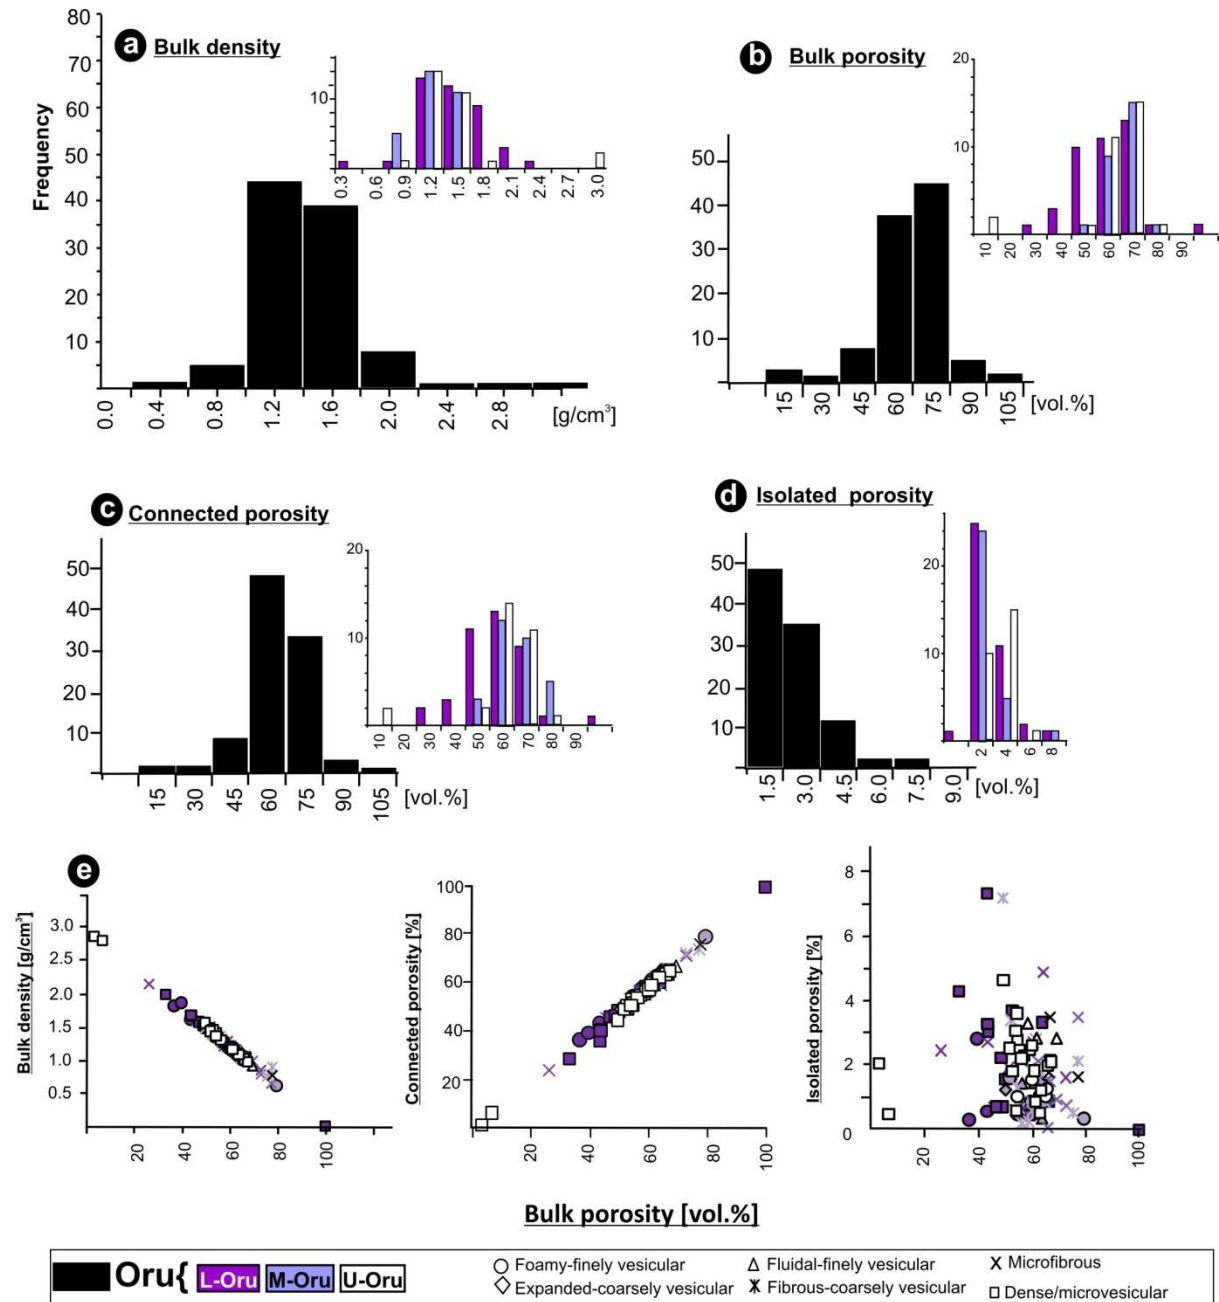 a Bulk density
Frequency
80
70
60
50
40
30
20
10
0.0 0.4 0.8 1.2 1.6 2.0 2.4 2.8 [g/cm³]
10
0.3 0.6 0.9 1.2 1.5 1.8 2.1 2.4 2.7 3.0
b Bulk porosity
50
40
30
20
10
15 30 45 60 75 90 105 [vol.%]
20
10
10 20 30 40 50 60 70 80 90
c Connected porosity
50
40
30
20
10
15 30 45 60 75 90 105 [vol.%]
20
10
10 20 30 40 50 60 70 80 90
d Isolated porosity
50
40
30
20
10
1.5 3.0 4.5 6.0 7.5 9.0 [vol.%]
20
10
2 4 6 8
e
Bulk density [g/cm³]
3.0
2.5
2.0
1.5
1.0
0.5
20 40 60 80 100
Connected porosity [%]
100
80
60
40
20
20 40 60 80 100
Isolated porosity [%]
8
6
4
2
0
20 40 60 80 100
Bulk porosity [vol.%]
Oru{ L-Oru M-Oru U-Oru
Foamy-finely vesicular Fluidal-finely vesicular Microfibrous
Expanded-coarsely vesicular Fibrous-coarsely vesicular Dense/microvesicular